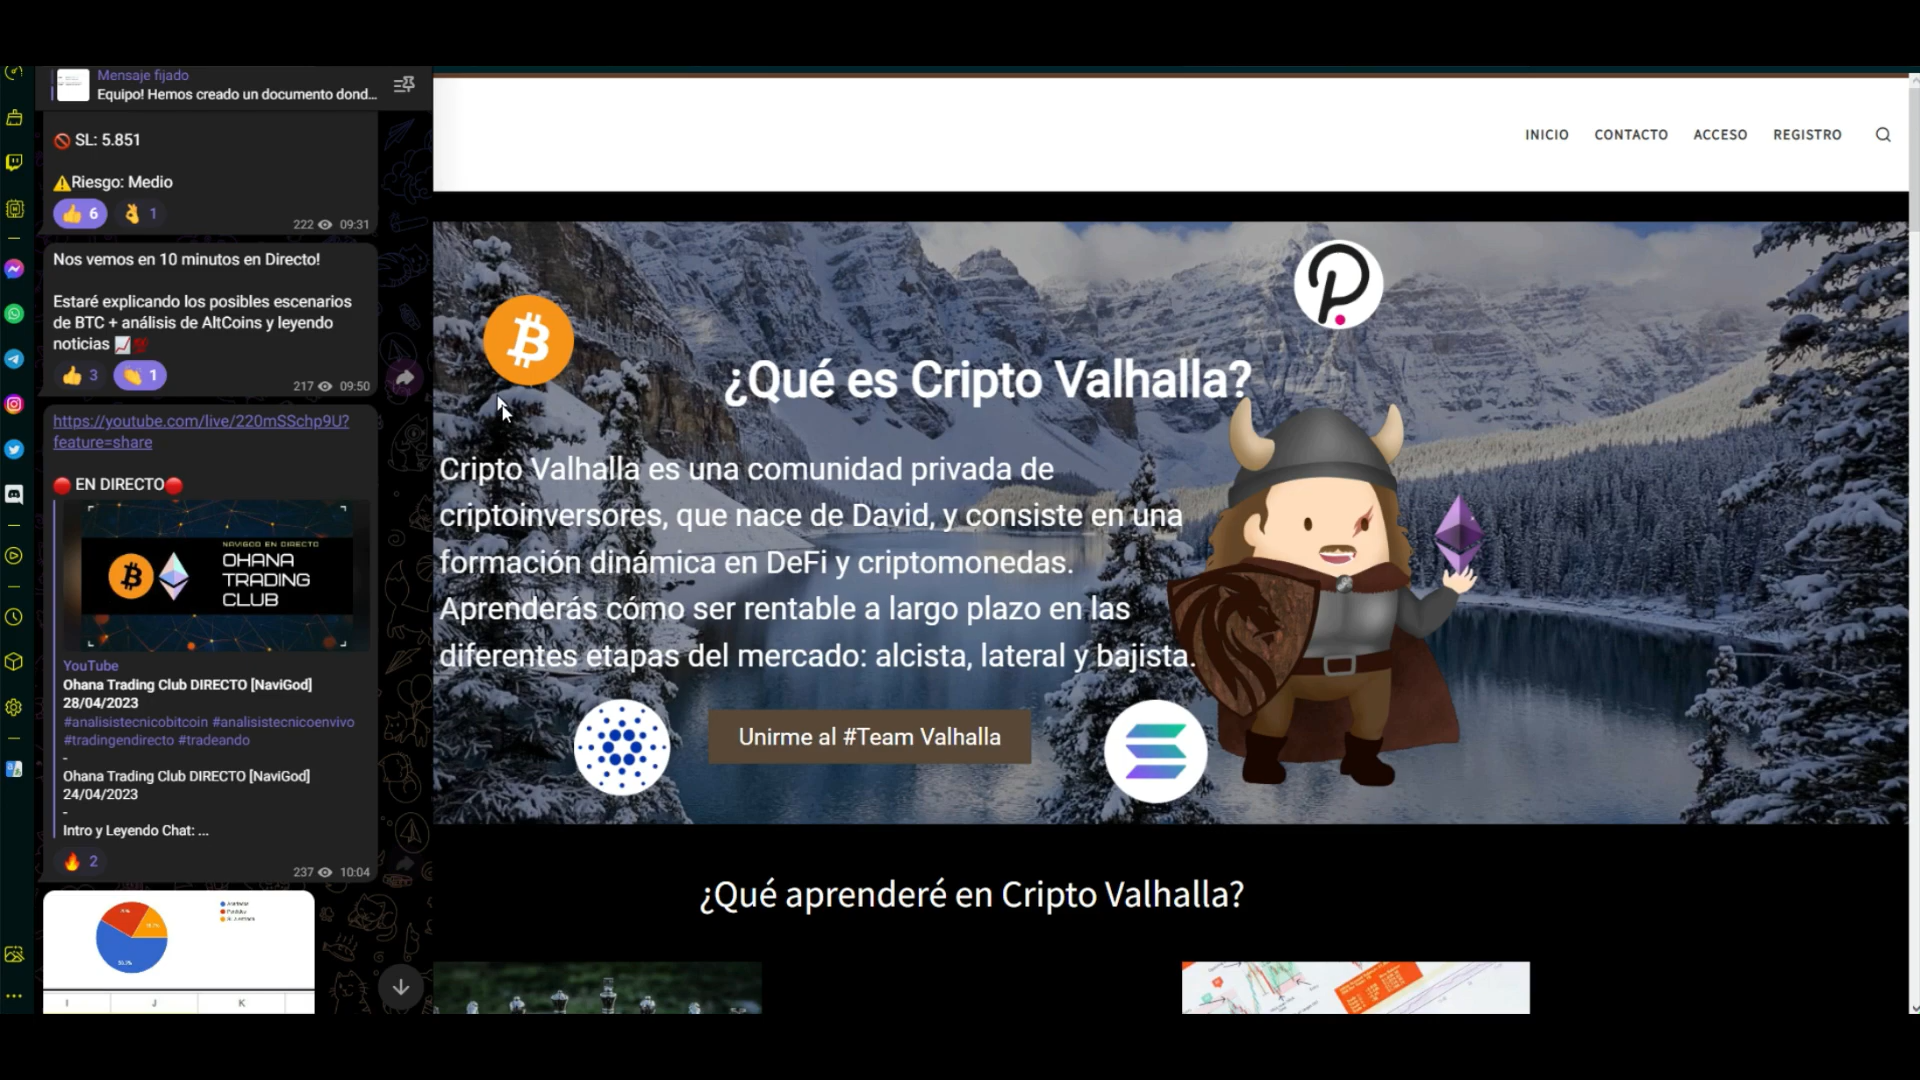 Mensaje fijado
Equipo! Hemos creado un documento dond...
SL: 5.851
Riesgo: Medio
6 1
222 09:31
Nos vemos en 10 minutos en Directo!
Estaré explicando los posibles escenarios
de BTC + análisis de AltCoins y leyendo
noticias
3 1
217 09:50
https://youtube.com/live/220mSSchp9U?
feature=share
EN DIRECTO
NAVIGOD EN DIRECTO
OHANA
TRADING
CLUB
YouTube
Ohana Trading Club DIRECTO [NaviGod]
28/04/2023
#analisistecnicobitcoin #analisistecnicoenvivo
#tradingendirecto #tradeando
-
Ohana Trading Club DIRECTO [NaviGod]
24/04/2023
-
Intro y Leyendo Chat: ...
2
237 10:04
I J K
INICIO CONTACTO ACCESO REGISTRO
¿Qué es Cripto Valhalla?
Cripto Valhalla es una comunidad privada de
criptoinversores, que nace de David, y consiste en una
formación dinámica en DeFi y criptomonedas.
Aprenderás cómo ser rentable a largo plazo en las
diferentes etapas del mercado: alcista, lateral y bajista.
Unirme al #Team Valhalla
¿Qué aprenderé en Cripto Valhalla?